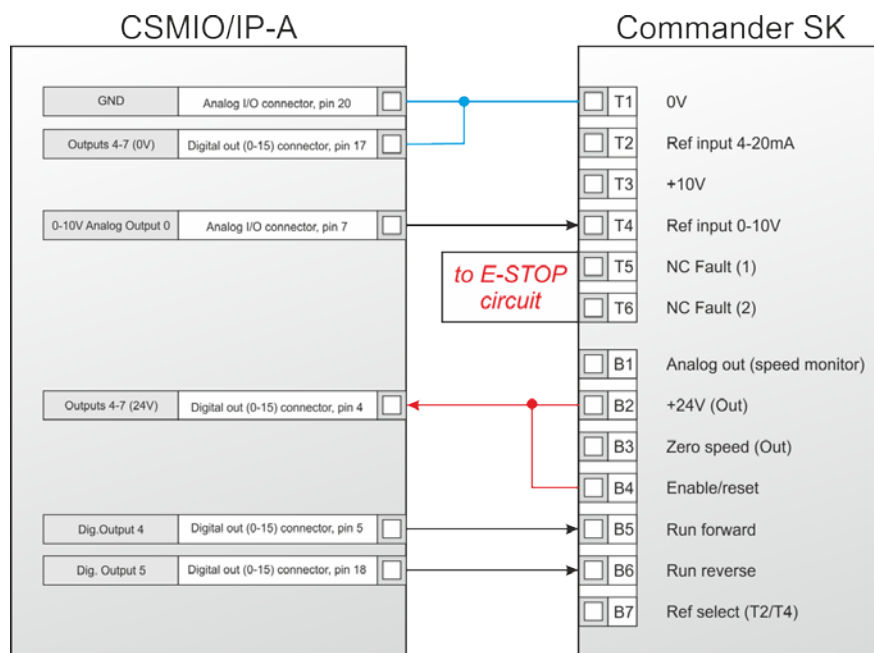 CSMIO/IP-A
Commander SK
GND Analog I/O connector, pin 20 T1 0V
Outputs 4-7 (0V) Digital out (0-15) connector, pin 17 T2 Ref input 4-20mA
T3 +10V
0-10V Analog Output 0 Analog I/O connector, pin 7 T4 Ref input 0-10V
to E-STOP
circuit
T5 NC Fault (1)
T6 NC Fault (2)
B1 Analog out (speed monitor)
Outputs 4-7 (24V) Digital out (0-15) connector, pin 4 B2 +24V (Out)
B3 Zero speed (Out)
B4 Enable/reset
Dig.Output 4 Digital out (0-15) connector, pin 5 B5 Run forward
Dig. Output 5 Digital out (0-15) connector, pin 18 B6 Run reverse
B7 Ref select (T2/T4)